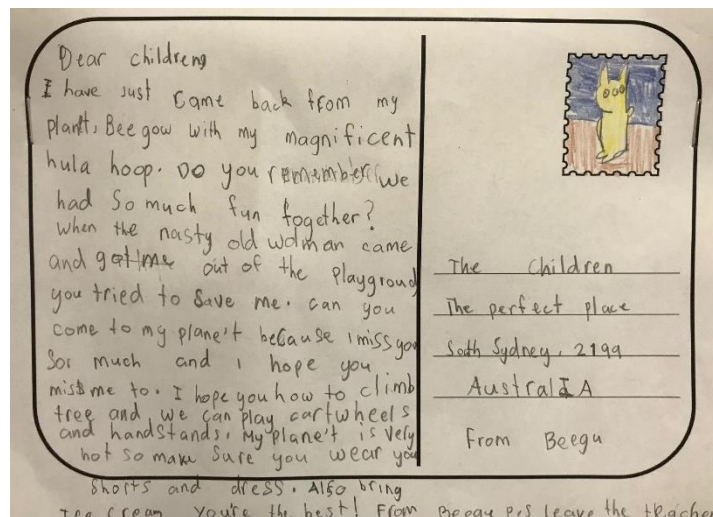 Dear children,
I have just came back from my
planet, Bee gow with my magnificent
hula hoop. Do you remember we
had so much fun together?
When the nasty old woman came
and got me out of the playground
you tried to save me. can you
come to my plane't because I miss you
Sor much and I hope you
miss me to. I hope you how to climb
tree and we can play cartwheels
and handstands. My plane't is very
hot so make sure you wear you
shorts and dress. Also bring
Ice cream. You're the best! From Beegu P.S leave the teacher
The Children
The perfect place
South Sydney, 2199
AustralIA
From Beegu